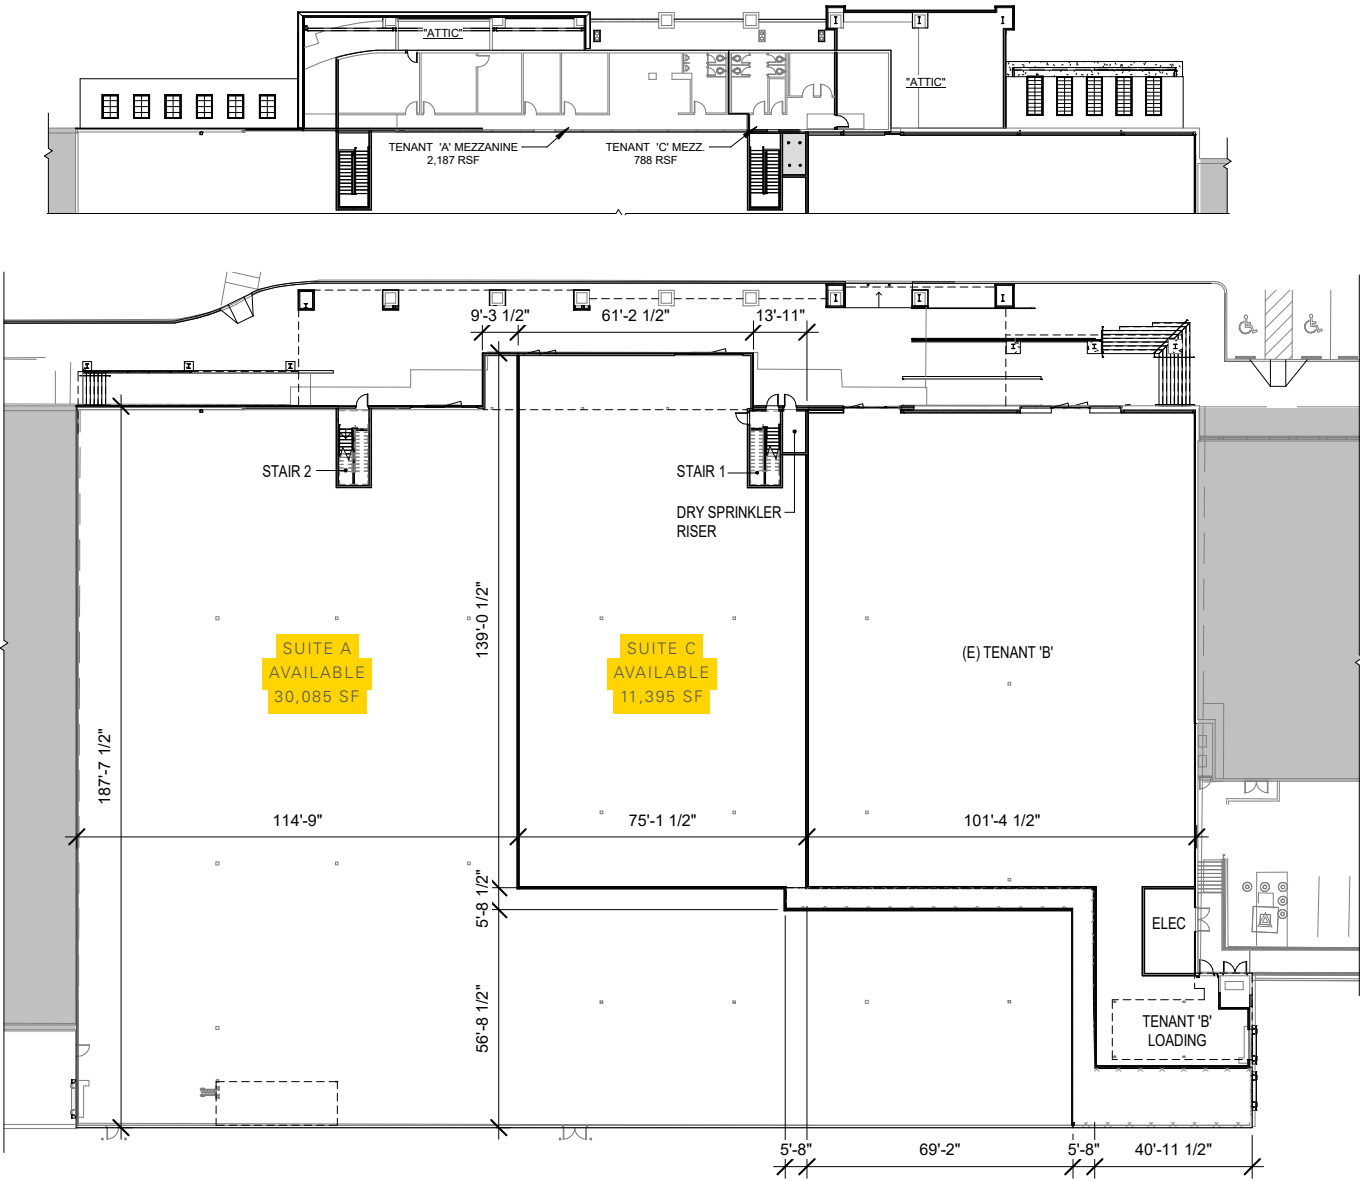 "ATTIC"
"ATTIC"
TENANT 'A' MEZZANINE
2,187 RSF
TENANT 'C' MEZZ.
788 RSF
9'-3 1/2"
61'-2 1/2"
13'-11"
STAIR 2
STAIR 1
DRY SPRINKLER
RISER
139'-0 1/2"
SUITE A
AVAILABLE
30,085 SF
SUITE C
AVAILABLE
11,395 SF
(E) TENANT 'B'
187'-7 1/2"
114'-9"
75'-1 1/2"
101'-4 1/2"
5'-8 1/2"
ELEC
56'-8 1/2"
TENANT 'B'
LOADING
5'-8"
69'-2"
5'-8"
40'-11 1/2"